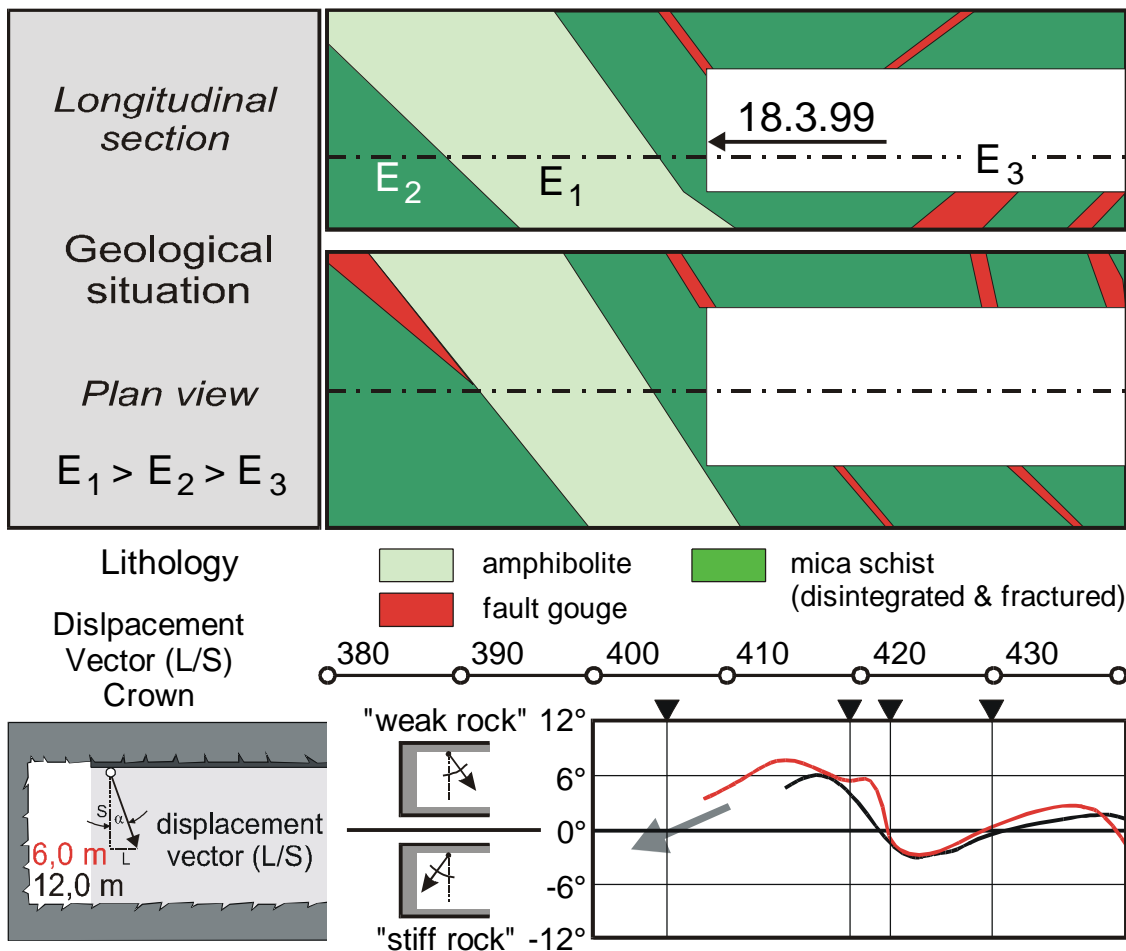 Longitudinal
section
18.3.99
E3
E2
E1
Geological
situation
Plan view
E1 > E2 > E3
Lithology
amphibolite
mica schist
(disintegrated & fractured)
fault gouge
Dislpacement
Vector (L/S)
Crown
380
390
400
410
420
430
"weak rock"
12°
6°
0°
-6°
-12°
S
α
L
displacement
vector (L/S)
6,0 m
12,0 m
"stiff rock"